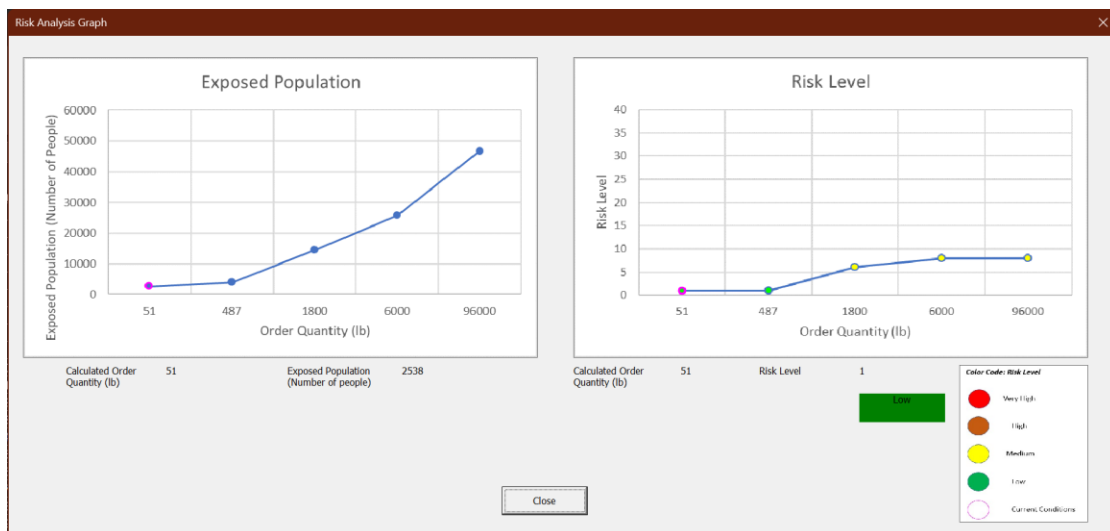 Risk Analysis Graph
Exposed Population
Exposed Population (Number of People)
60000
50000
40000
30000
20000
10000
0
51 487 1800 6000 96000
Order Quantity (lb)
Calculated Order 51 Exposed Population 2538
Quantity (lb) (Number of people)
Risk Level
Risk Level
40
35
30
25
20
15
10
5
0
51 487 1800 6000 96000
Order Quantity (lb)
Calculated Order 51 Risk Level 1
Quantity (lb)
Low
Color Code: Risk Level
Very High
High
Medium
Low
Current Conditions
Close